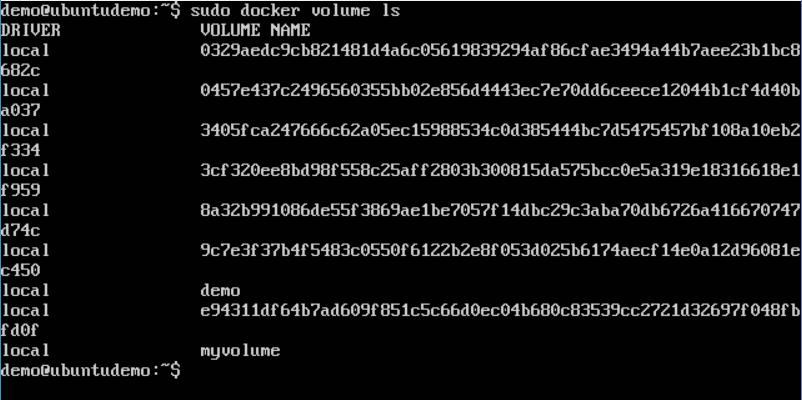 demo@ubuntudemo:~$ sudo docker volume ls
DRIVER              VOLUME NAME
local               0329aedc9cb821481d4a6c05619839294af86cfae3494a44b7aee23b1bc8
682c
local               0457e437c2496560355bb02e856d4443ec7e70dd6ceece12044b1cf4d40b
a037
local               3405fca247666c62a05ec15988534c0d385444bc7d5475457bf108a10eb2
f334
local               3cf320ee8bd98f558c25aff2803b300815da575bcc0e5a319e18316618e1
f959
local               8a32b991086de55f3869ae1be7057f14dbc29c3aba70db6726a416670747
d74c
local               9c7e3f37b4f5483c0550f6122b2e8f053d025b6174aecf14e0a12d96081e
c450
local               demo
local               e94311df64b7ad609f851c5c66d0ec04b680c83539cc2721d32697f048fb
fd0f
local               myvolume
demo@ubuntudemo:~$